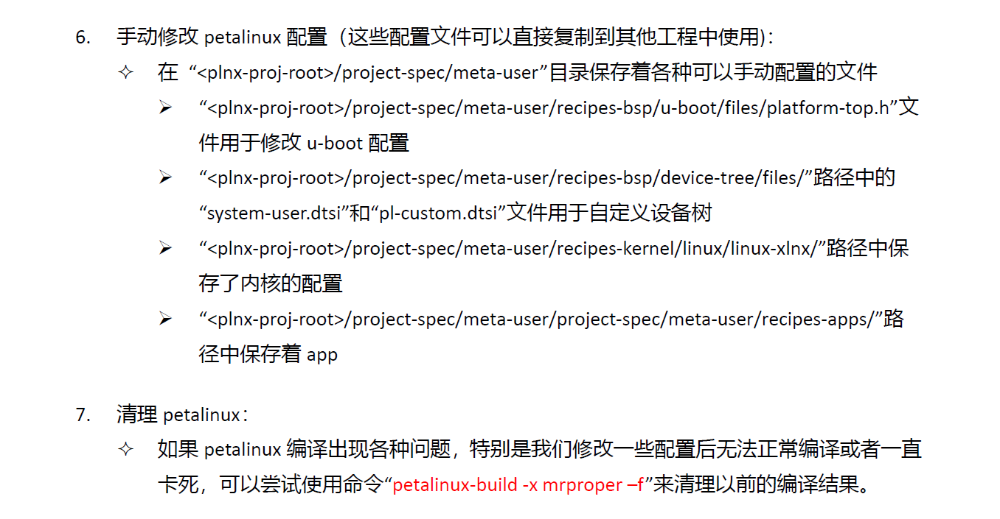 6. 手动修改 petalinux 配置（这些配置文件可以直接复制到其他工程中使用)：
✧ 在 “<plnx-proj-root>/project-spec/meta-user”目录保存着各种可以手动配置的文件
➢ “<plnx-proj-root>/project-spec/meta-user/recipes-bsp/u-boot/files/platform-top.h”文
件用于修改 u-boot 配置
➢ “<plnx-proj-root>/project-spec/meta-user/recipes-bsp/device-tree/files/”路径中的
“system-user.dtsi”和“pl-custom.dtsi”文件用于自定义设备树
➢ “<plnx-proj-root>/project-spec/meta-user/recipes-kernel/linux/linux-xlnx/”路径中保
存了内核的配置
➢ “<plnx-proj-root>/project-spec/meta-user/project-spec/meta-user/recipes-apps/”路
径中保存着 app
7. 清理 petalinux：
✧ 如果 petalinux 编译出现各种问题，特别是我们修改一些配置后无法正常编译或者一直
卡死，可以尝试使用命令“petalinux-build -x mrproper –f”来清理以前的编译结果。